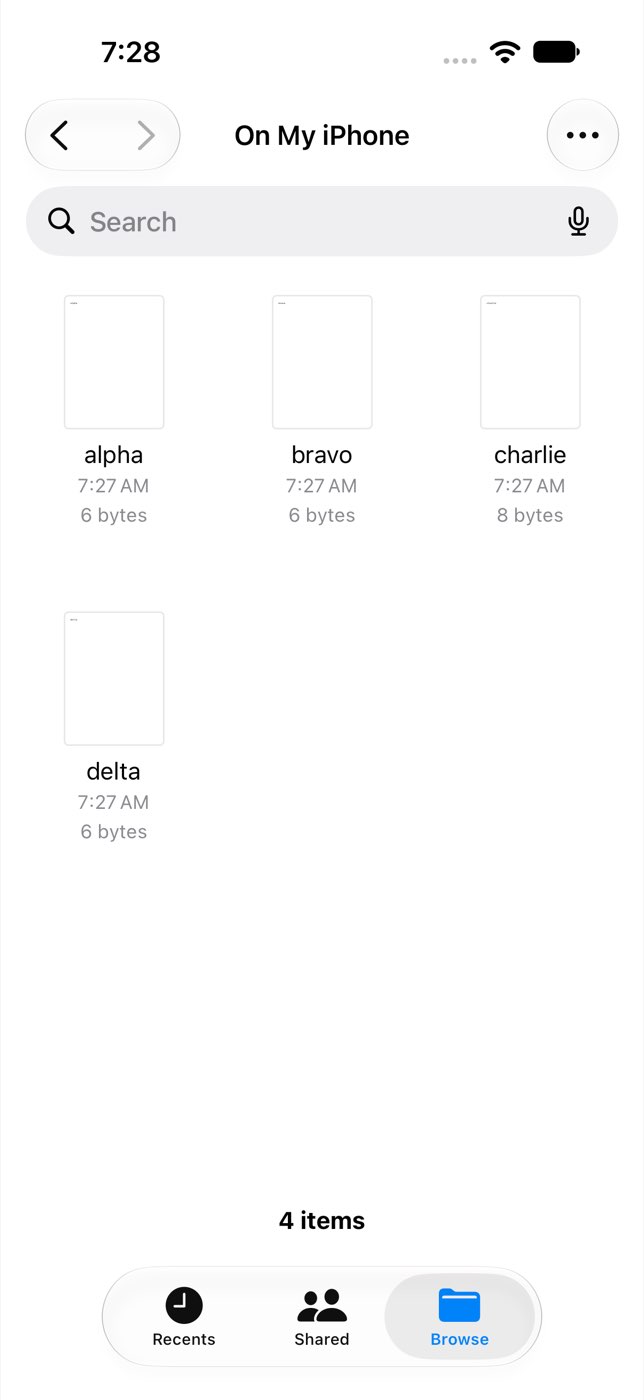 7:28
On My iPhone
Search
alpha
7:27 AM
6 bytes
bravo
7:27 AM
6 bytes
charlie
7:27 AM
8 bytes
delta
7:27 AM
6 bytes
4 items
Recents
Shared
Browse